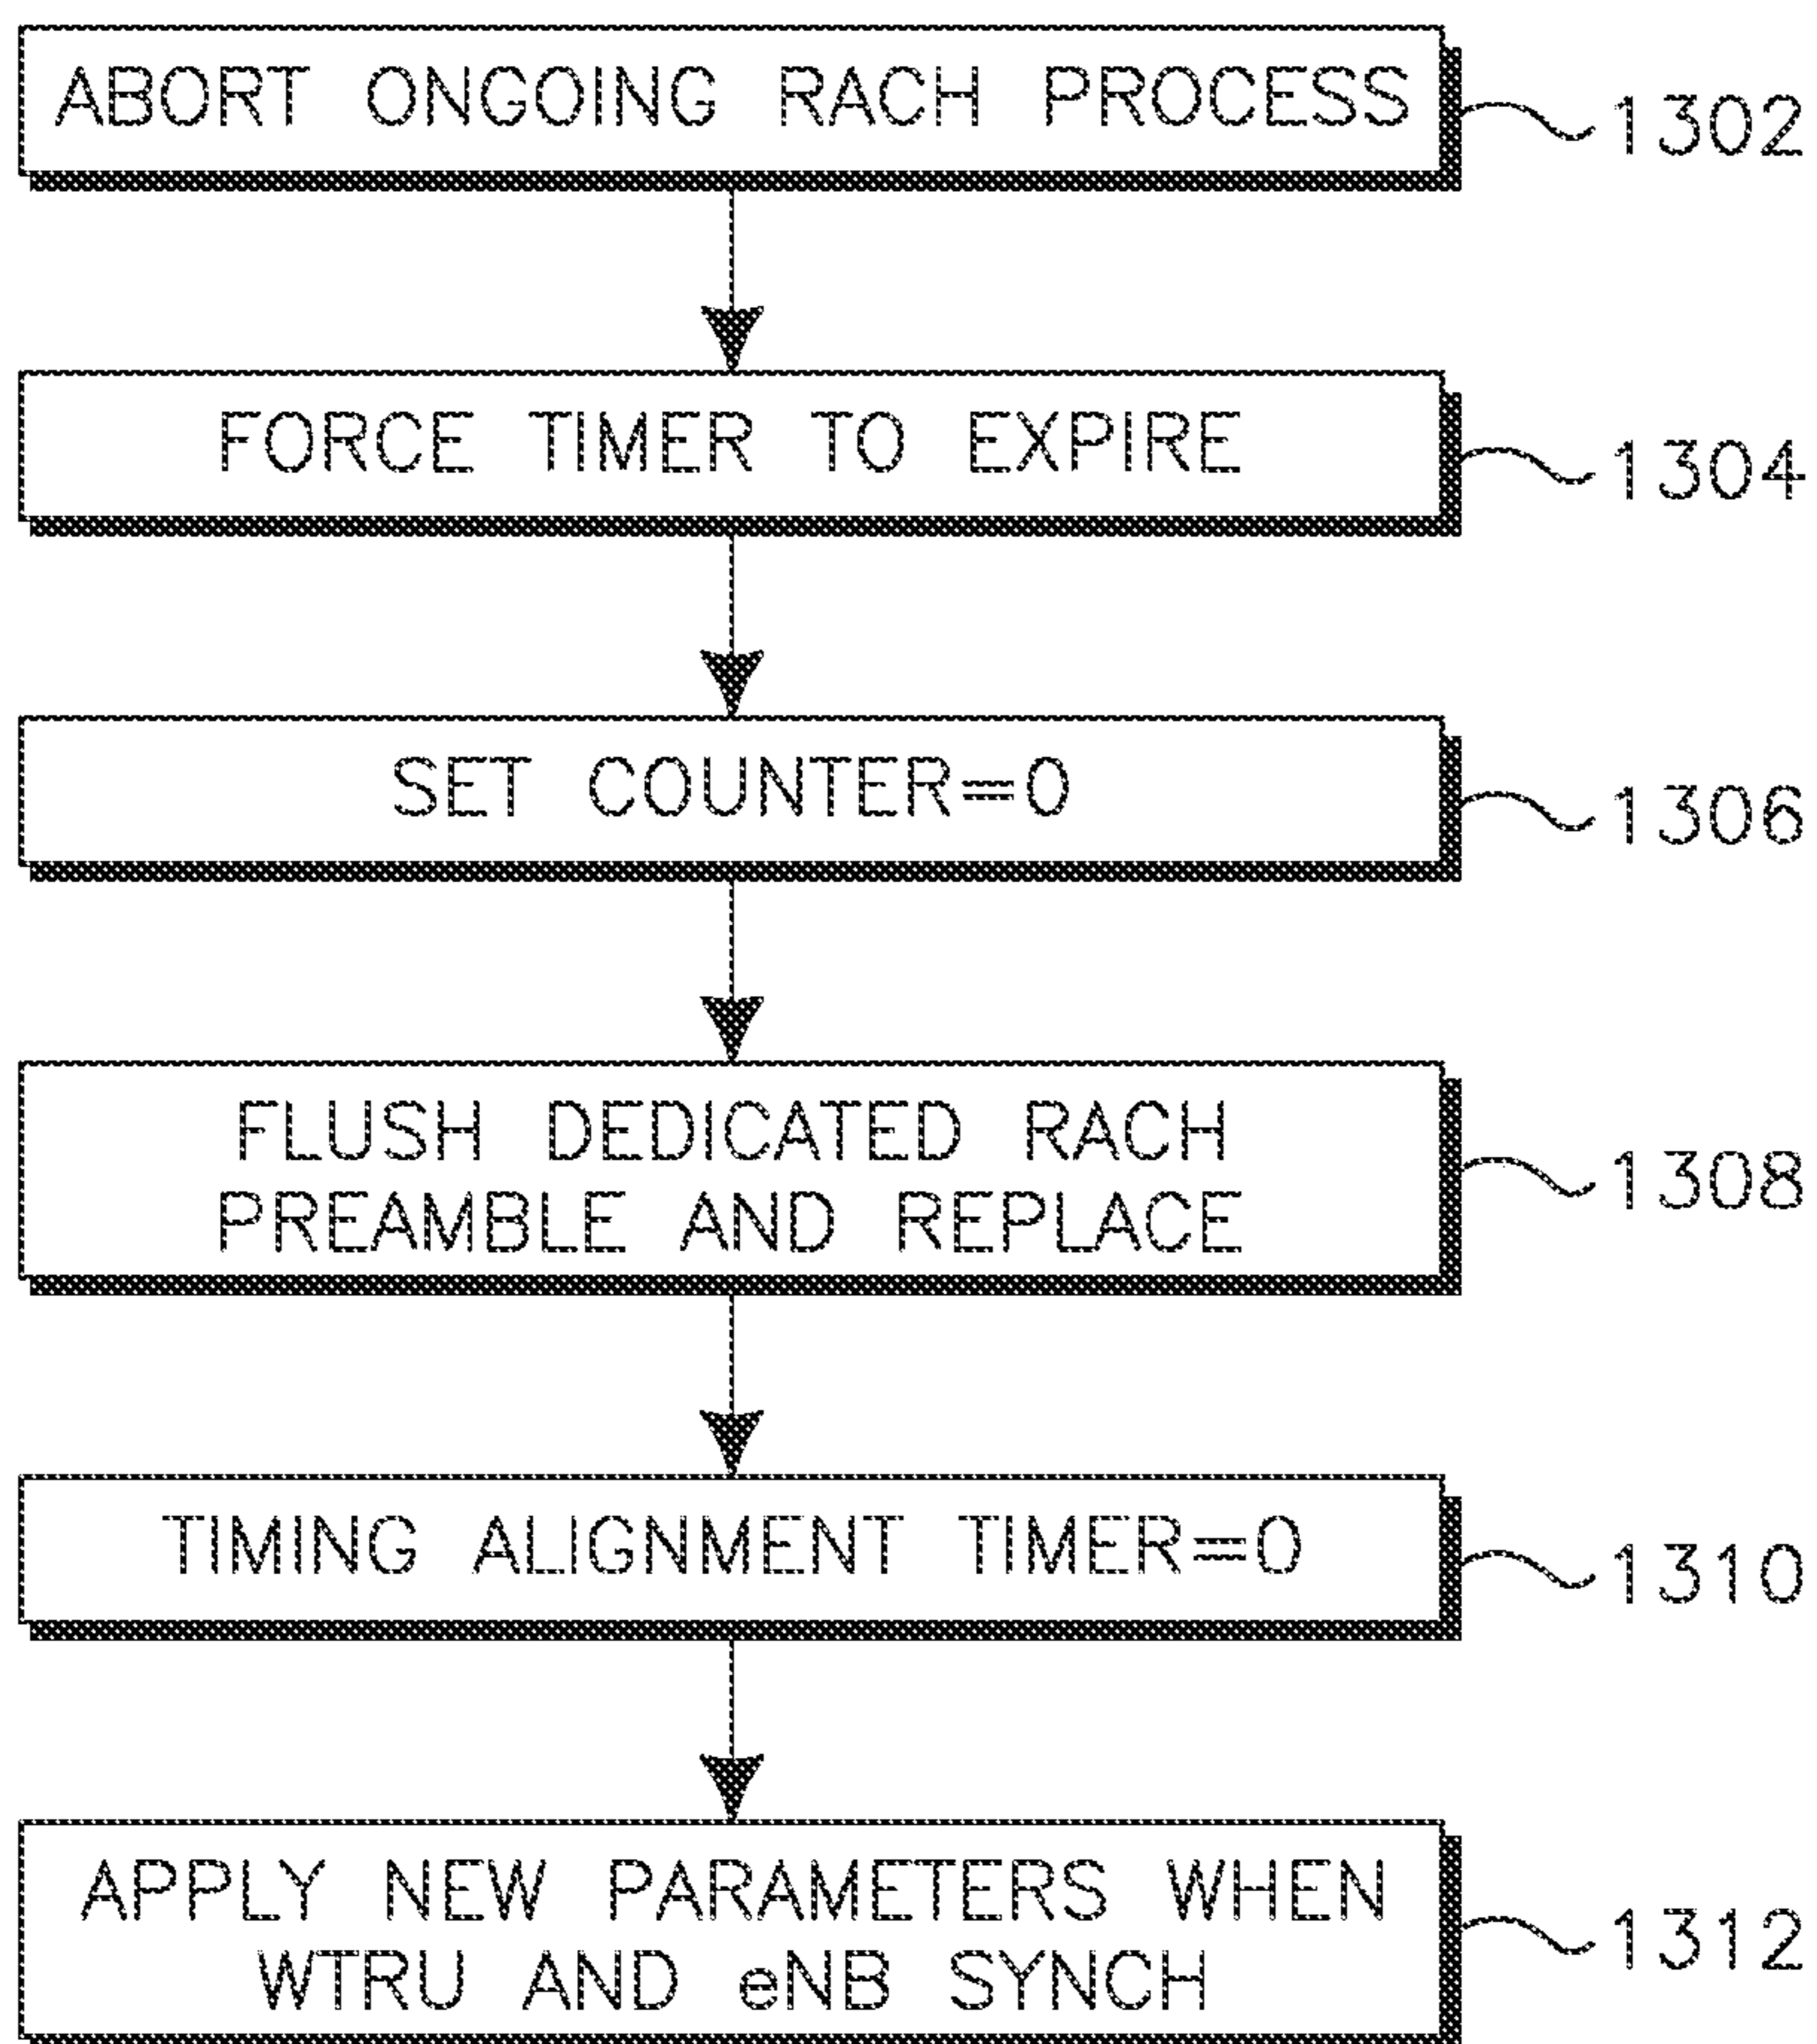 ABORT ONGOING RACH PROCESS
1302
FORCE TIMER TO EXPIRE
1304
SET COUNTER=0
1306
FLUSH DEDICATED RACH
PREAMBLE AND REPLACE
1308
TIMING ALIGNMENT TIMER=0
1310
APPLY NEW PARAMETERS WHEN
WTRU AND eNB SYNCH
1312